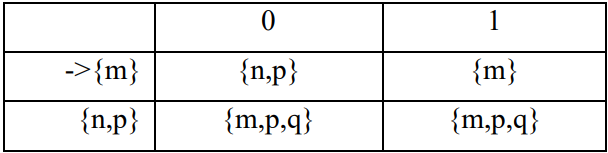 0 1
->{m} {n,p} {m}
{n,p} {m,p,q} {m,p,q}